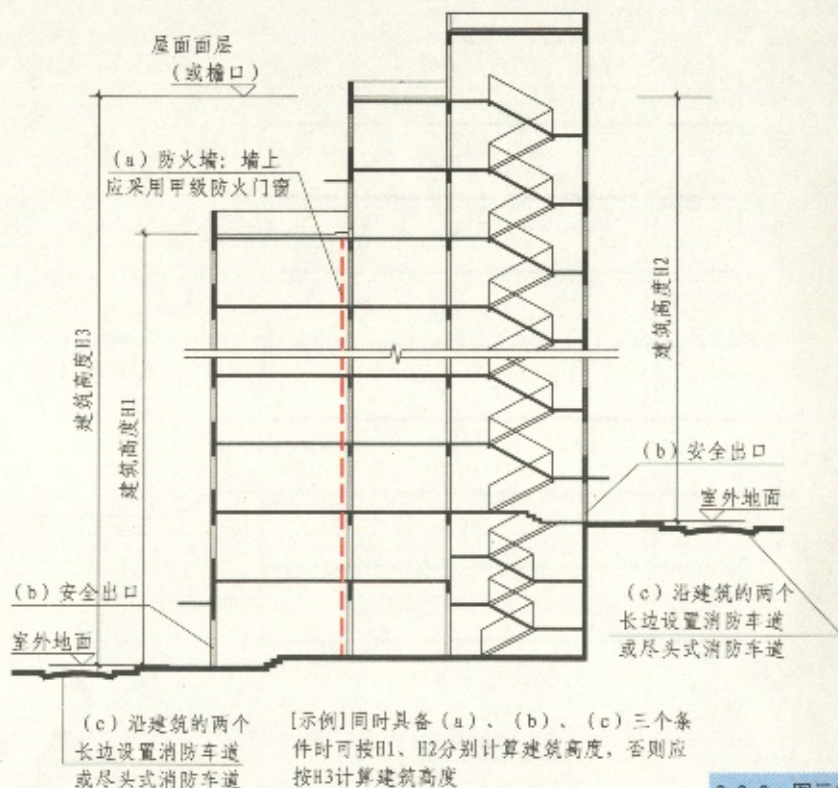 屋面面层
(或檐口)
(a)防火墙：墙上
应采用甲级防火门窗
建筑高度H3
建筑高度H1
建筑高度H2
(b)安全出口
室外地面
(b)安全出口
室外地面
(c)沿建筑的两个
长边设置消防车道
或尽头式消防车道
(c)沿建筑的两个
长边设置消防车道
或尽头式消防车道
[示例]同时具备(a)、(b)、(c)三个条
件时可按H1、H2分别计算建筑高度，否则应
按H3计算建筑高度